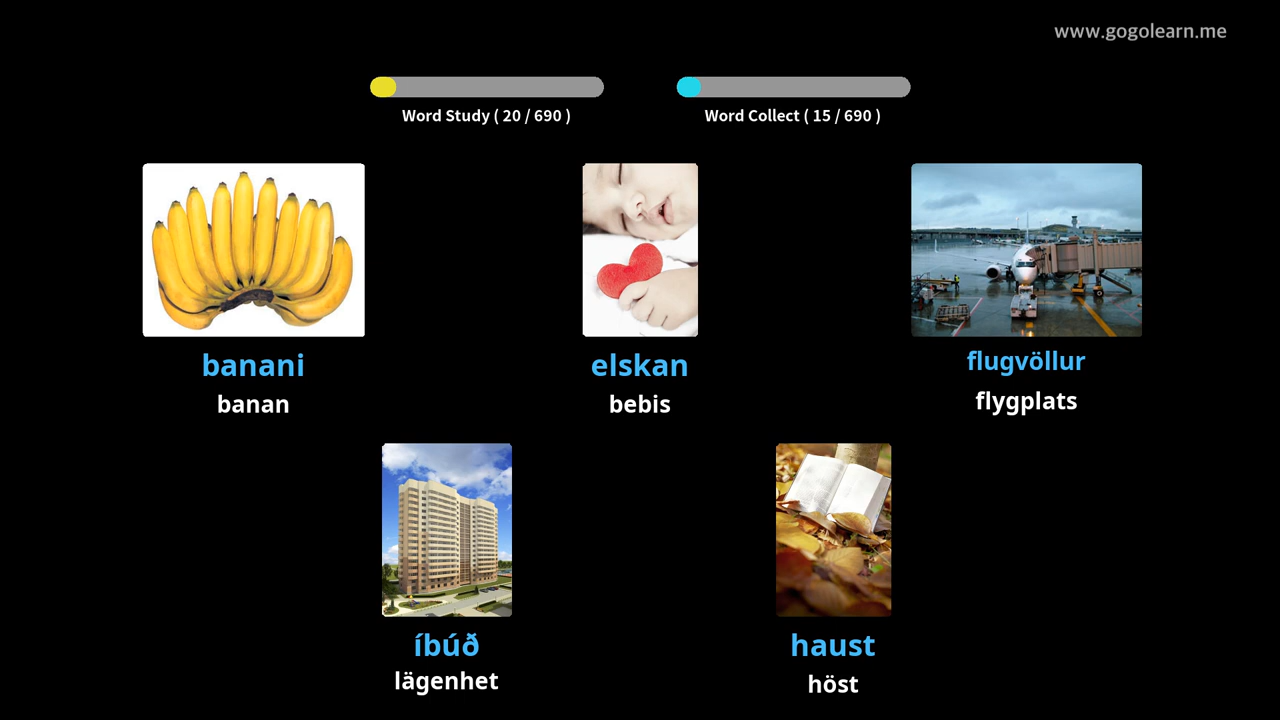 www.gogolearn.me
Word Study ( 20 / 690 )
Word Collect ( 15 / 690 )
banani
banan
elskan
bebis
flugvöllur
flygplats
íbúð
lägenhet
haust
höst